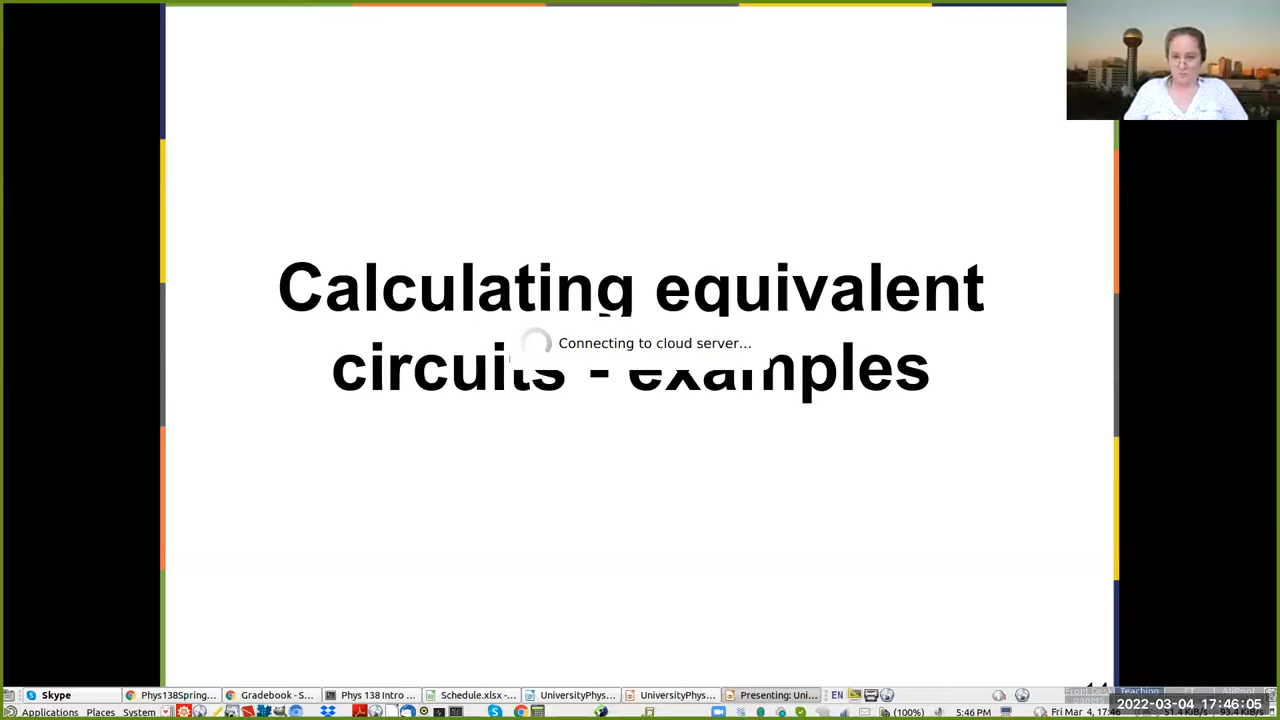 Calculating equivalent
circuits - examples
Connecting to cloud server...
Skype
Phys138Spring...
Gradebook - S...
Phys 138 Intro ...
Schedule.xlsx -...
UniversityPhys...
UniversityPhys...
Presenting: Uni...
EN
Teaching
Applications Places System
(100%)
5:46 PM
Fri Mar 4, 17:46
2022-03-04 17:46:05